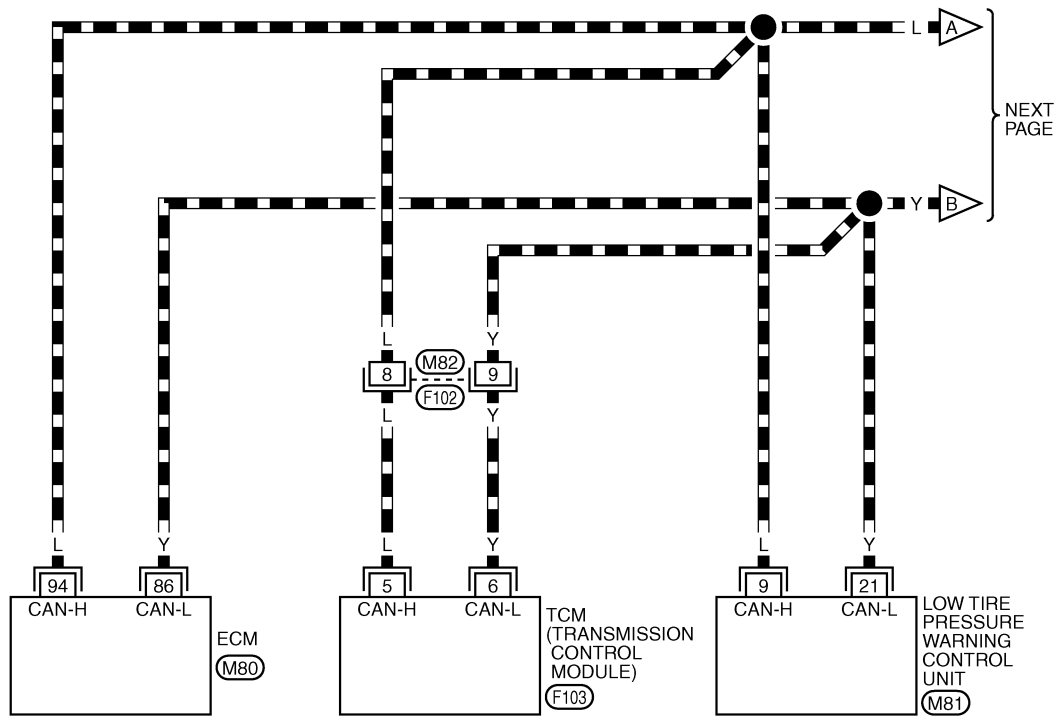 L A
NEXT
PAGE
Y B
L Y
8 M82 9
F102
L Y
L Y L Y L Y
94 86 5 6 9 21
CAN-H CAN-L CAN-H CAN-L CAN-H CAN-L
ECM
M80
TCM
(TRANSMISSION
CONTROL
MODULE)
F103
LOW TIRE
PRESSURE
WARNING
CONTROL
UNIT
M81